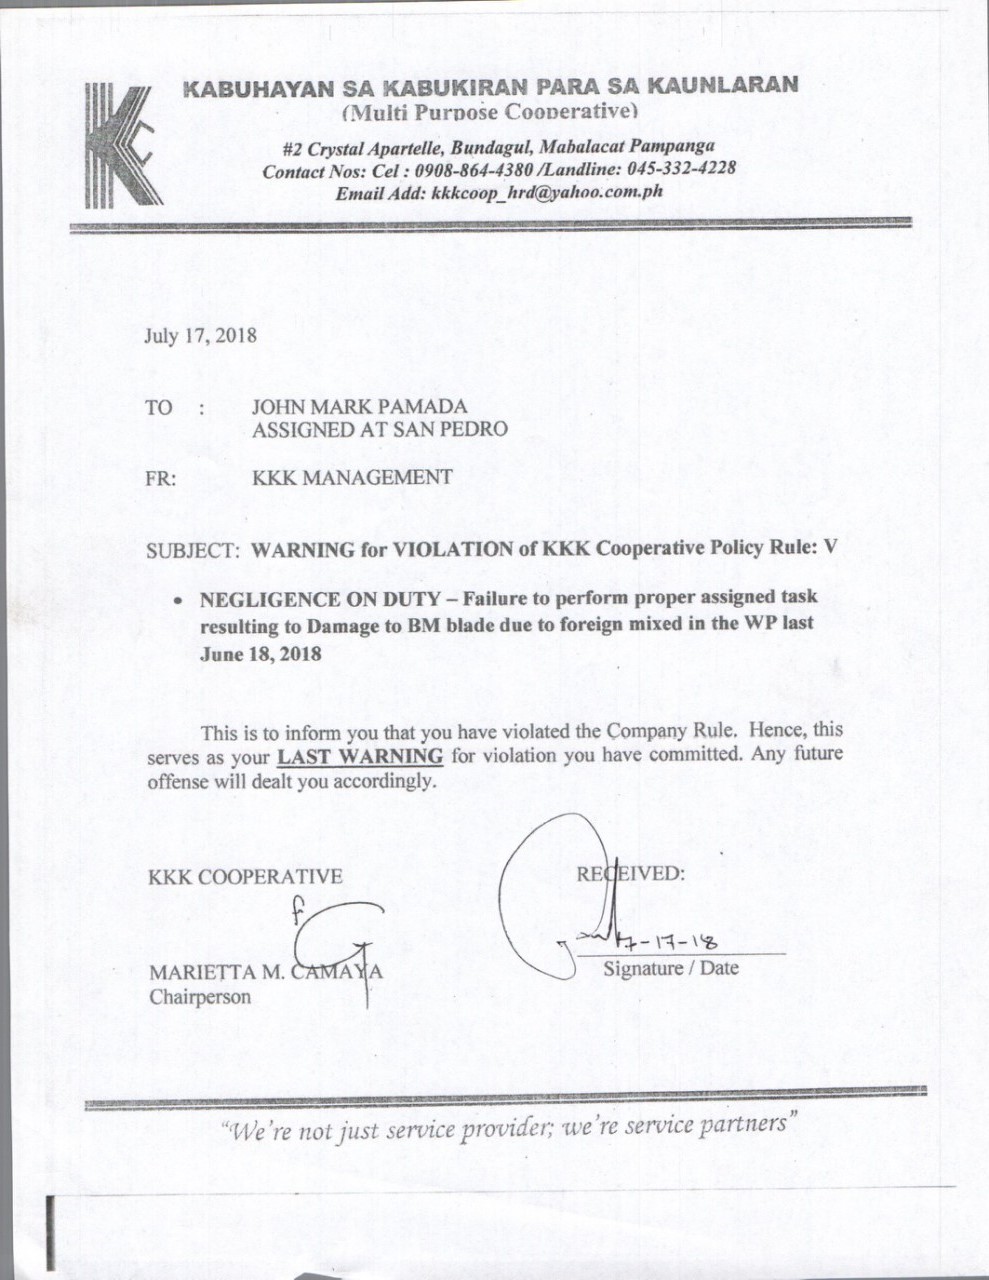 KABUHAYAN SA KABUKIRAN PARA SA KAUNLARAN
(Multi Purpose Cooperative)
#2 Crystal Apartelle, Bundagul, Mabalacat Pampanga
Contact Nos: Cel : 0908-864-4380 /Landline: 045-332-4228
Email Add: kkkcoop_hrd@yahoo.com.ph
July 17, 2018
TO : JOHN MARK PAMADA
ASSIGNED AT SAN PEDRO
FR: KKK MANAGEMENT
SUBJECT: WARNING for VIOLATION of KKK Cooperative Policy Rule: V
• NEGLIGENCE ON DUTY – Failure to perform proper assigned task
resulting to Damage to BM blade due to foreign mixed in the WP last
June 18, 2018
This is to inform you that you have violated the Company Rule. Hence, this
serves as your LAST WARNING for violation you have committed. Any future
offense will dealt you accordingly.
KKK COOPERATIVE
RECEIVED:
7-17-18
MARIETTA M. CAMAYA
Signature / Date
Chairperson
"We're not just service provider; we're service partners"